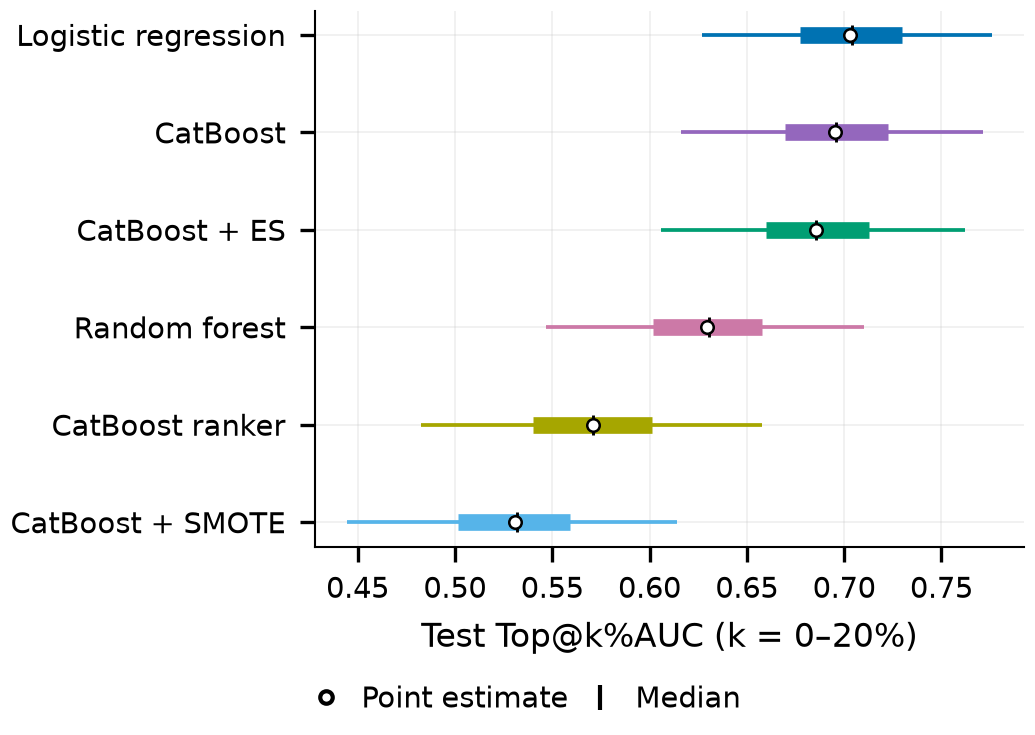 Logistic regression
CatBoost
CatBoost + ES
Random forest
CatBoost ranker
CatBoost + SMOTE
0.45 0.50 0.55 0.60 0.65 0.70 0.75
Test Top@k%AUC (k = 0–20%)
Point estimate Median